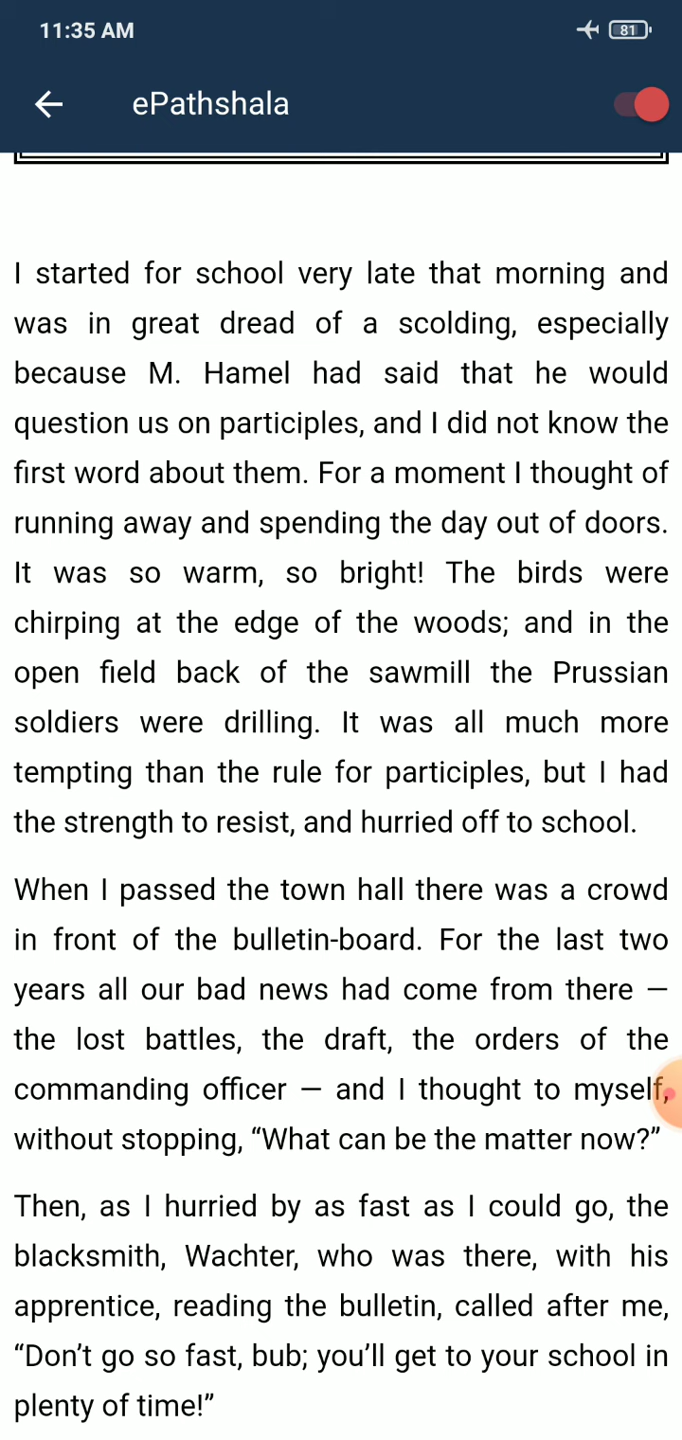 11:35 AM
81
ePathshala
I started for school very late that morning and
was in great dread of a scolding, especially
because M. Hamel had said that he would
question us on participles, and I did not know the
first word about them. For a moment I thought of
running away and spending the day out of doors.
It was so warm, so bright! The birds were
chirping at the edge of the woods; and in the
open field back of the sawmill the Prussian
soldiers were drilling. It was all much more
tempting than the rule for participles, but I had
the strength to resist, and hurried off to school.
When I passed the town hall there was a crowd
in front of the bulletin-board. For the last two
years all our bad news had come from there —
the lost battles, the draft, the orders of the
commanding officer — and I thought to myself,
without stopping, “What can be the matter now?”
Then, as I hurried by as fast as I could go, the
blacksmith, Wachter, who was there, with his
apprentice, reading the bulletin, called after me,
“Don’t go so fast, bub; you’ll get to your school in
plenty of time!”